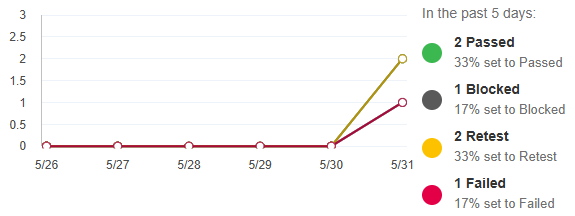 3
2.5
2
1.5
1
0.5
0
5/26
5/27
5/28
5/29
5/30
5/31
In the past 5 days:
2 Passed
33% set to Passed
1 Blocked
17% set to Blocked
2 Retest
33% set to Retest
1 Failed
17% set to Failed